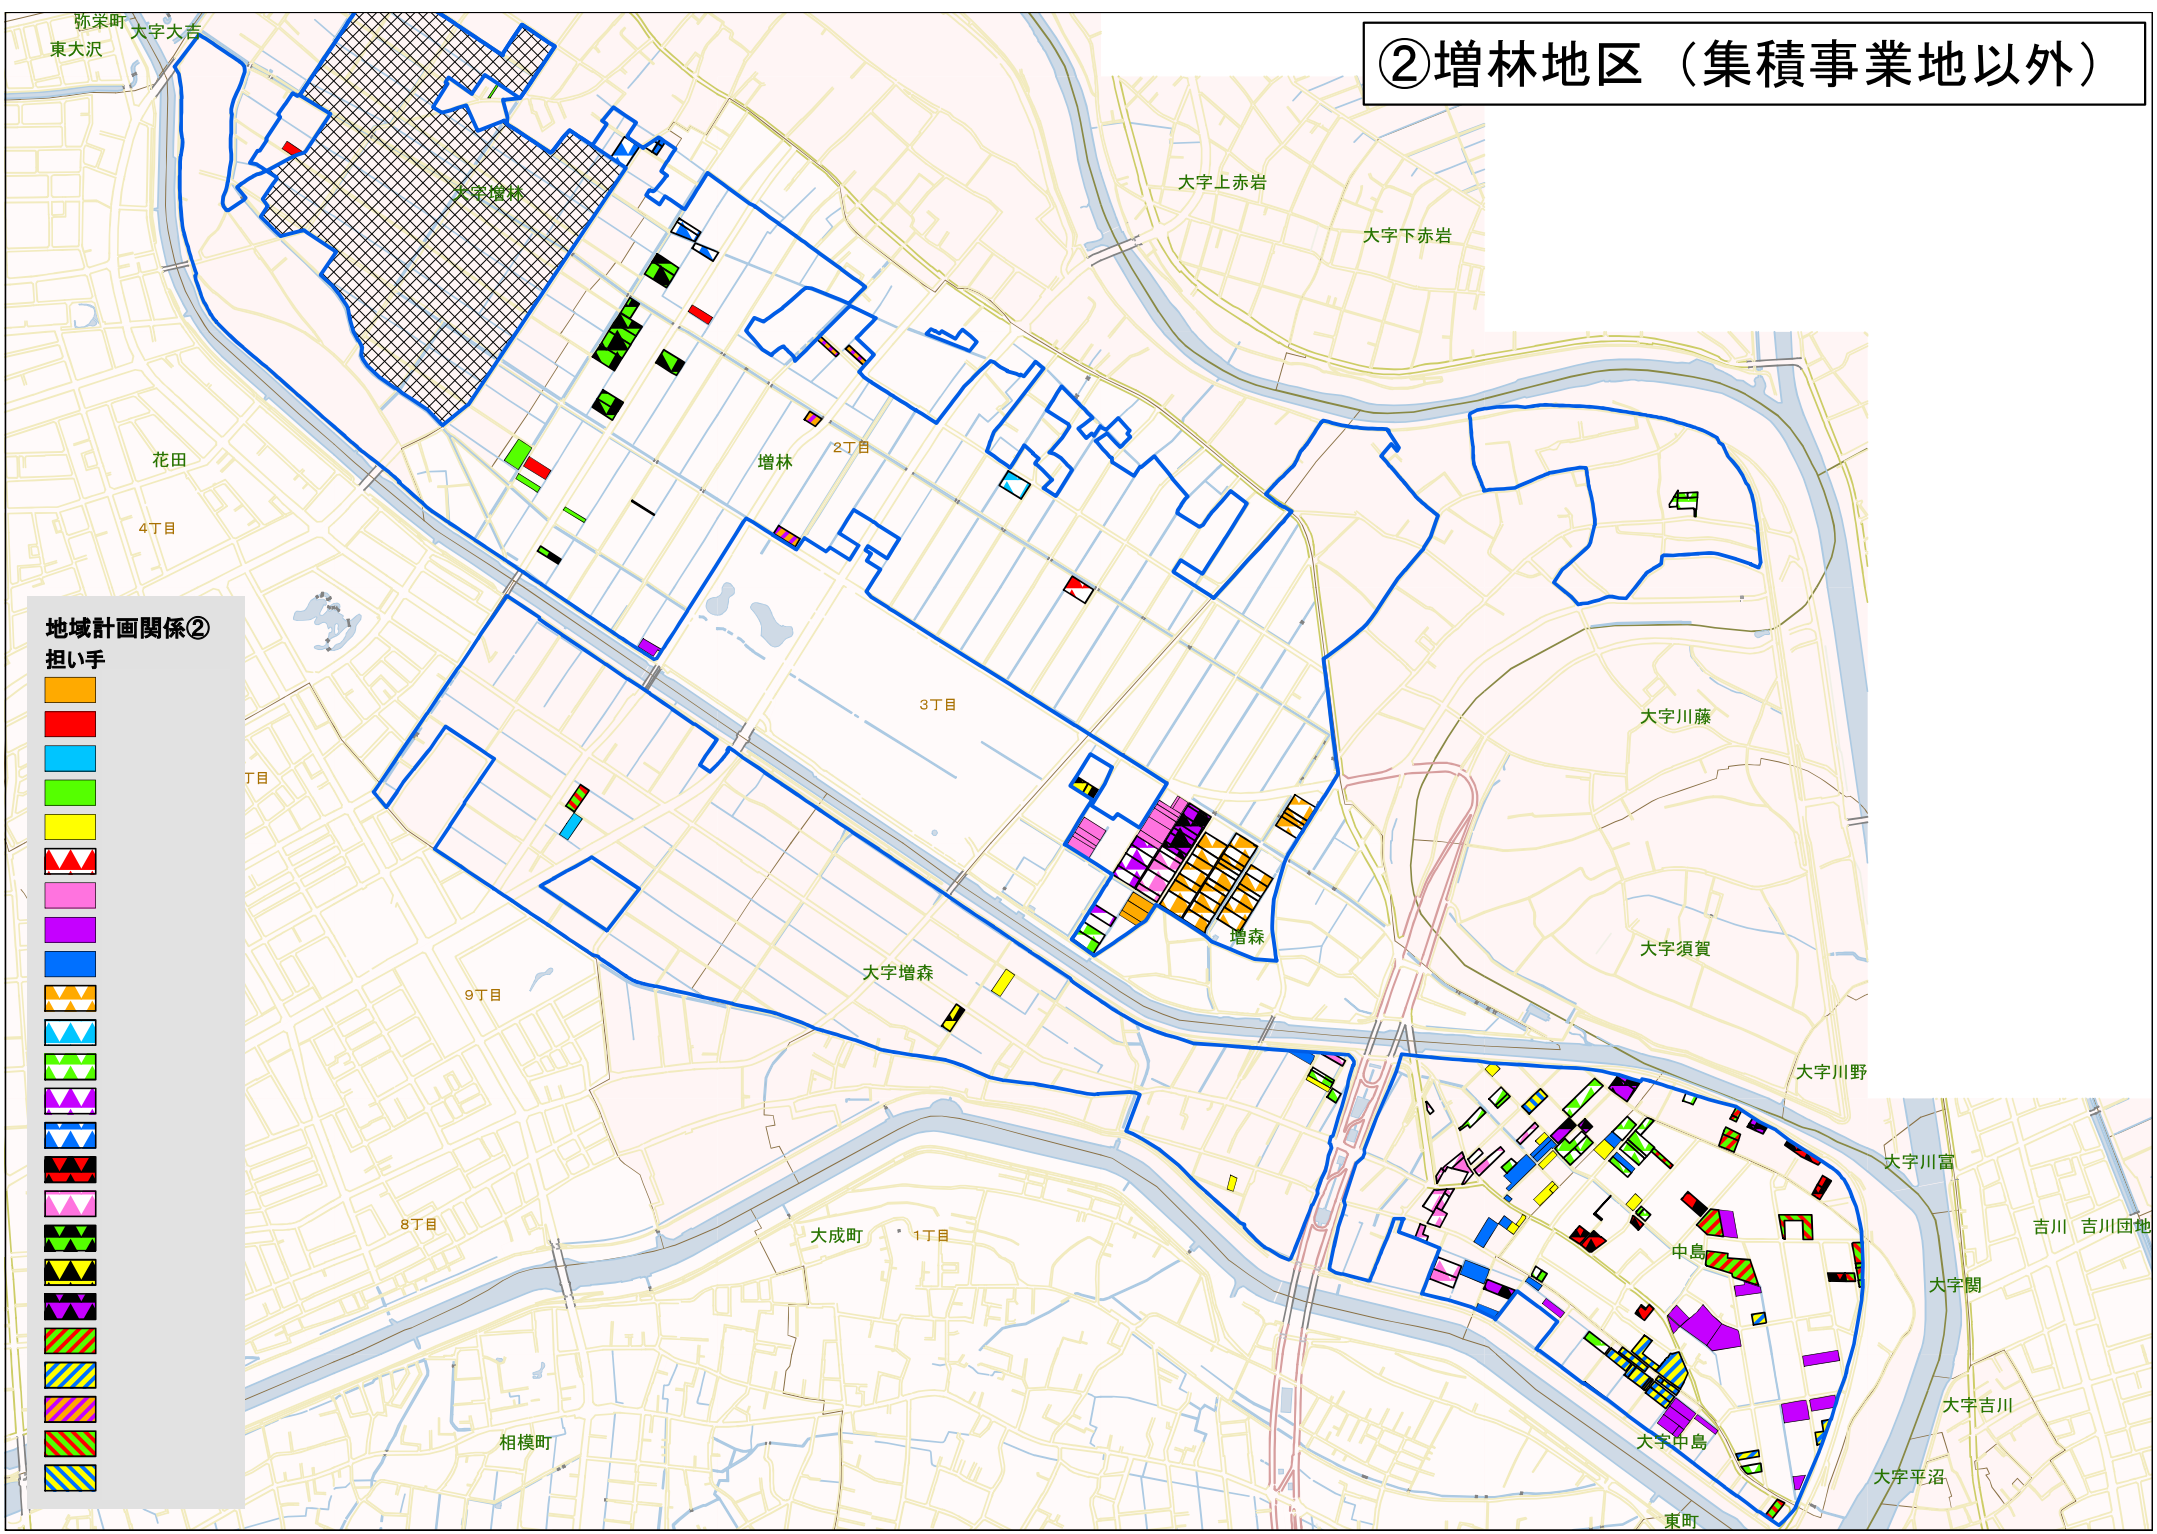 ②増林地区（集積事業地以外）
弥栄町
大字大吉
東大沢
大字増林
大字上赤岩
大字下赤岩
花田
4丁目
増林
2丁目
地域計画関係②
担い手
3丁目
大字川藤
丁目
増森
大字須賀
大字増森
9丁目
大字川野
大字川富
8丁目
大成町
1丁目
吉川
吉川団地
中島
大字関
大字吉川
相模町
大字中島
大字平沼
東町